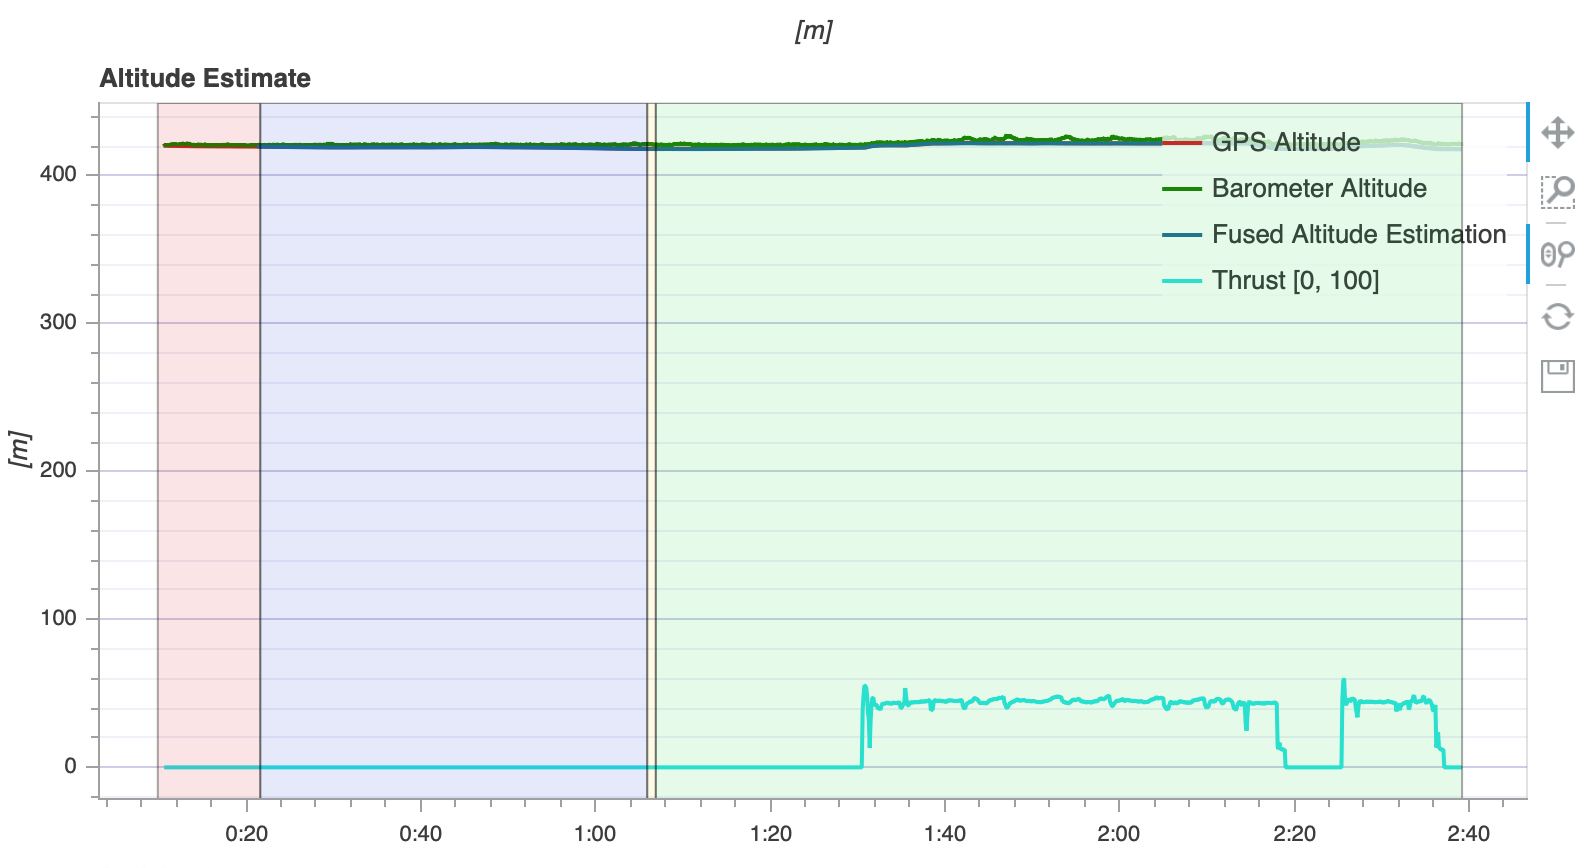 [m]
Altitude Estimate
GPS Altitude
Barometer Altitude
Fused Altitude Estimation
Thrust [0, 100]
400
300
200
100
0
[m]
0:20
0:40
1:00
1:20
1:40
2:00
2:20
2:40